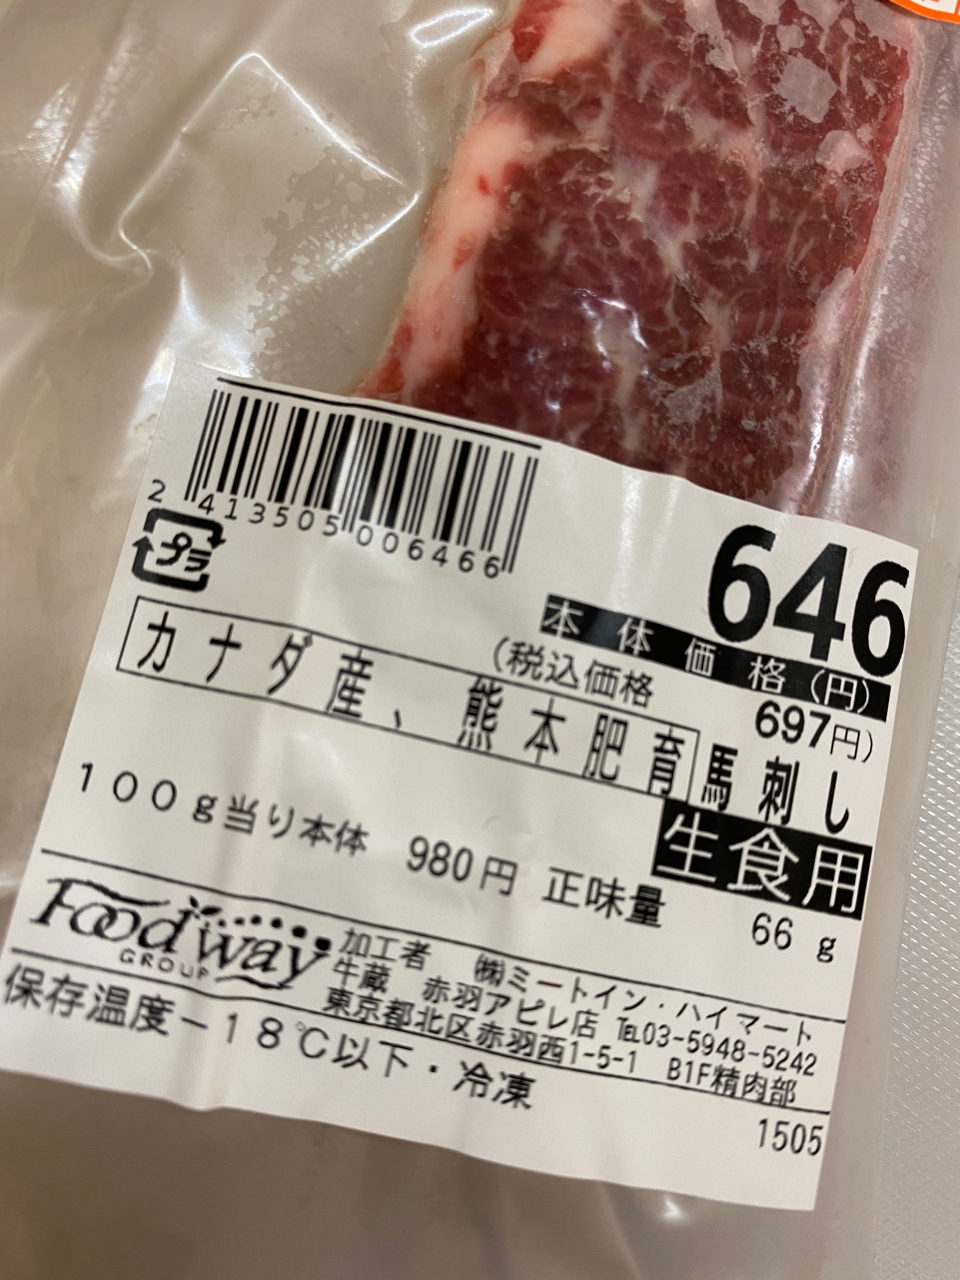 2 413505 006466
プラ
646
本体価格(円)
(税込価格 697円)
カナダ産、熊本肥育馬刺し
生食用
100g当り本体 980円 正味量 66g
Foodway
GROUP
加工者 ㈱ミートイン・ハイマート
牛蔵 赤羽アピレ店 ℡03-5948-5242
東京都北区赤羽西1-5-1 B1F精肉部
保存温度-18℃以下・冷凍
1505